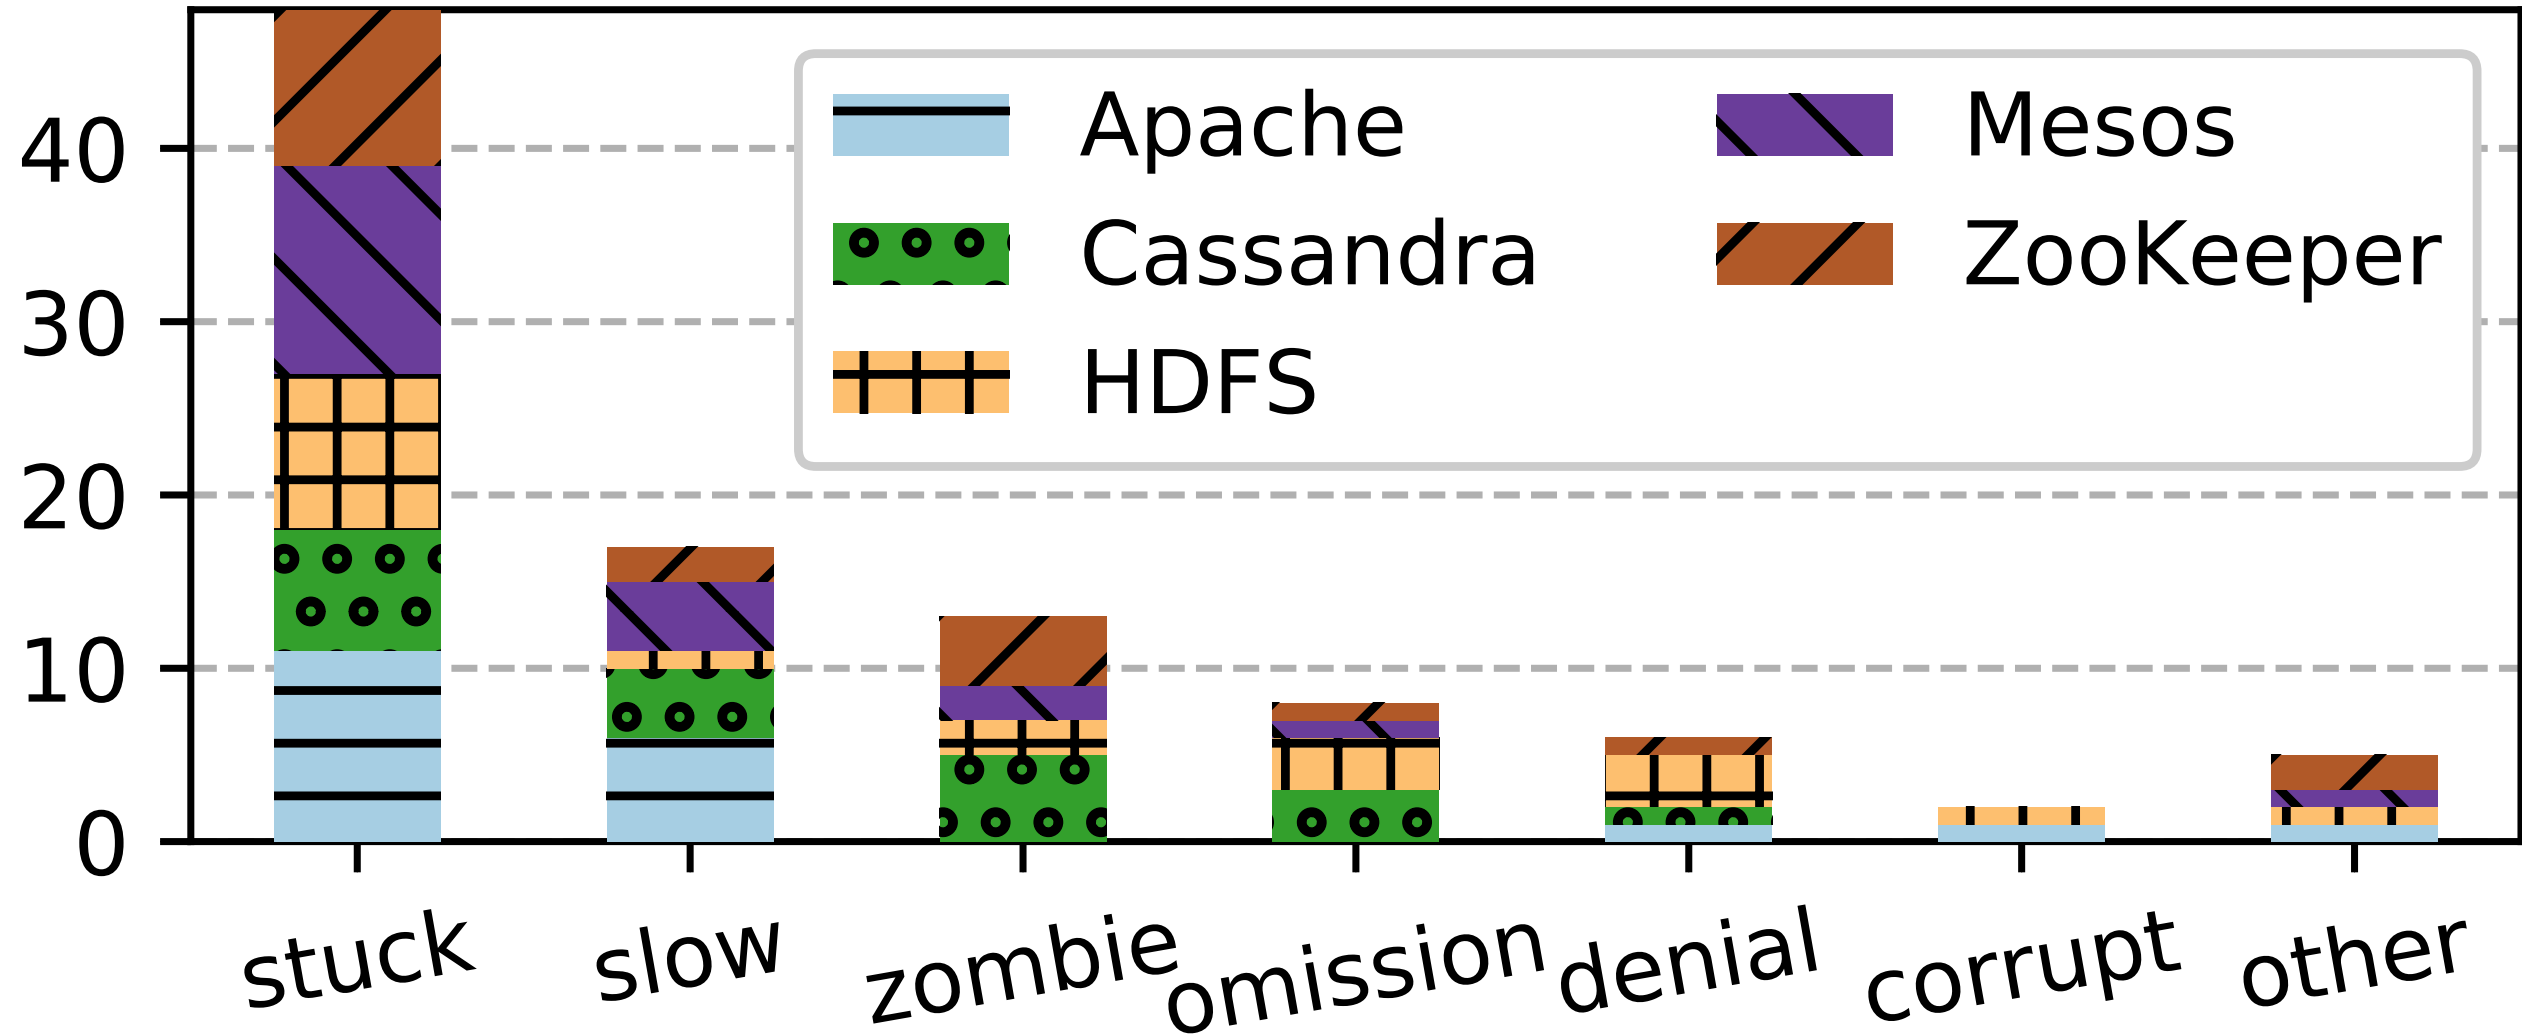 40
30
20
10
0
Apache
Cassandra
HDFS
Mesos
ZooKeeper
stuck
slow
zombie
omission
denial
corrupt
other